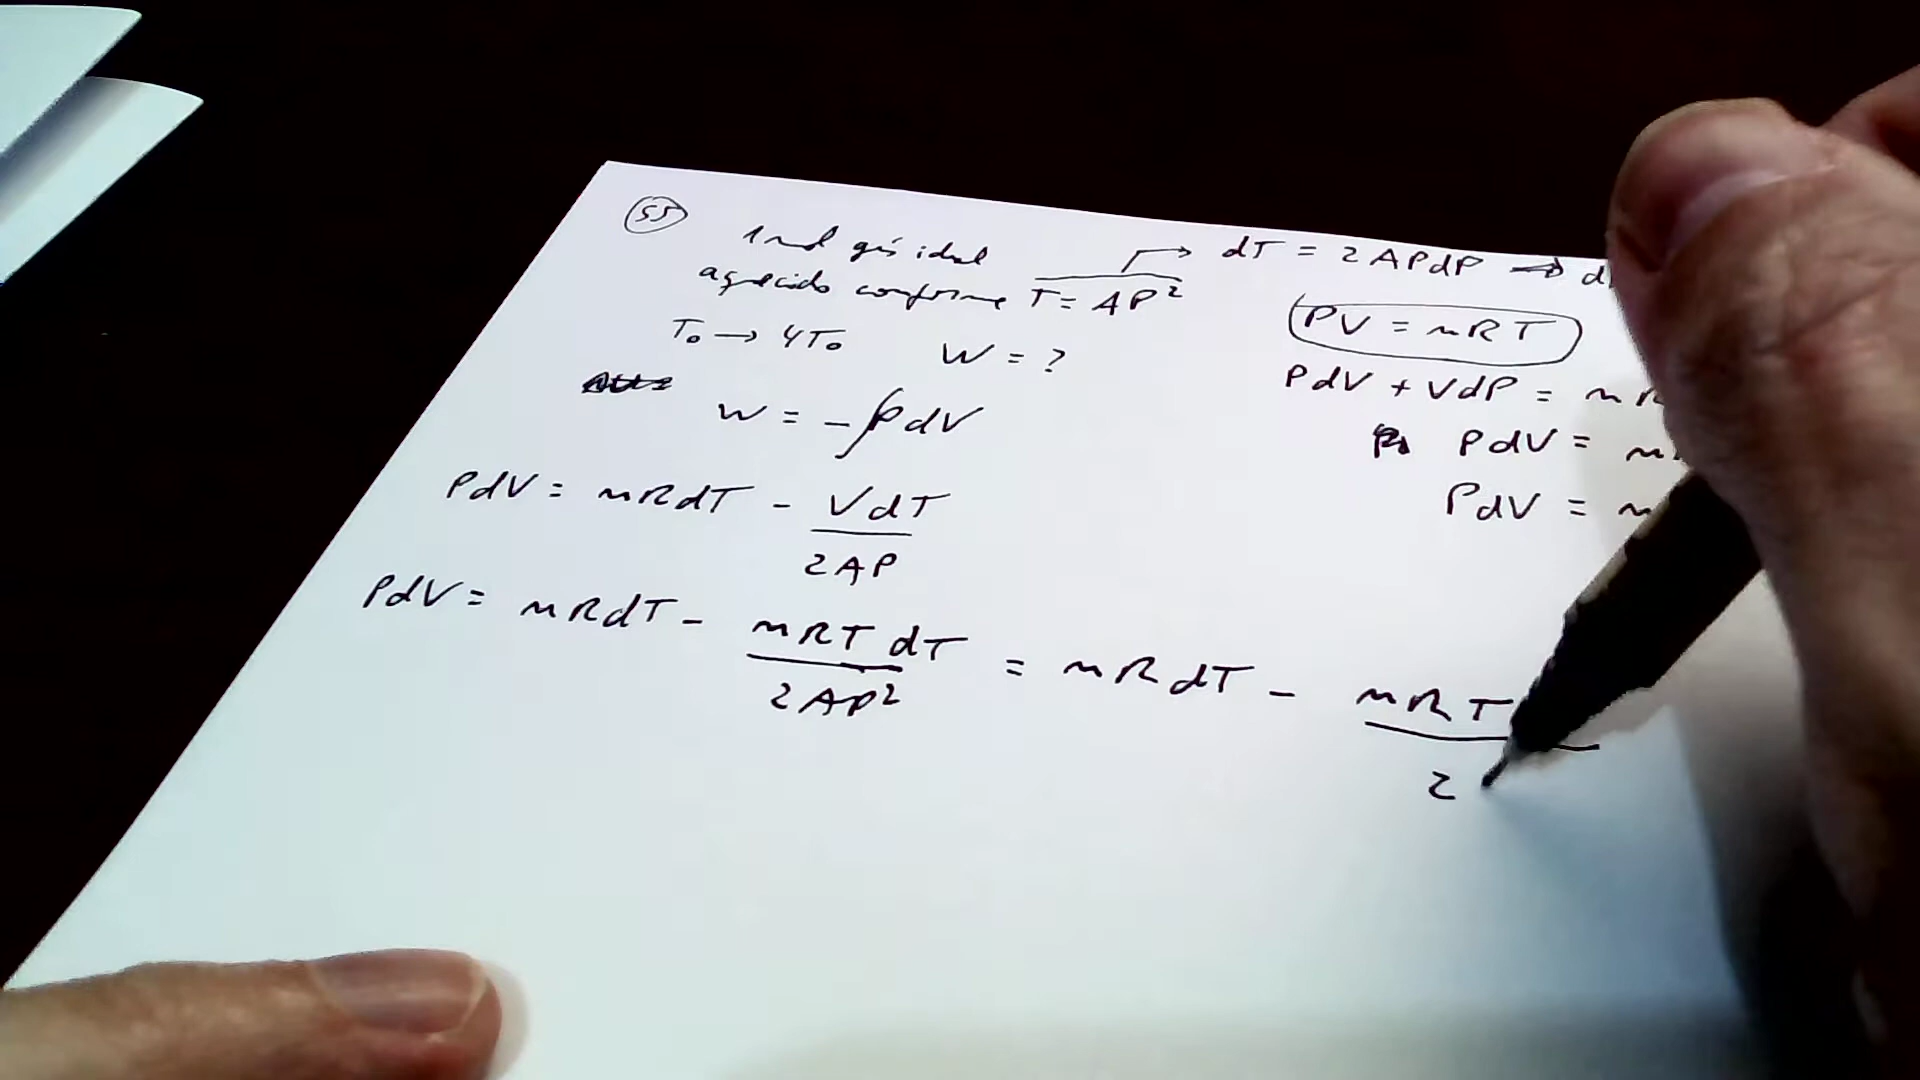 55
1 mol gás ideal
aquecido conforme T = AP²
→ dT = 2APdP → d
T₀ → 4T₀ W = ?
PV = nRT
PdV + VdP = nR
W = -∫PdV
PdV = n
PdV = n
PdV = nRdT - VdT / 2AP
PdV = nRdT - nRT dT / 2AP² = nRdT - nRT / 2